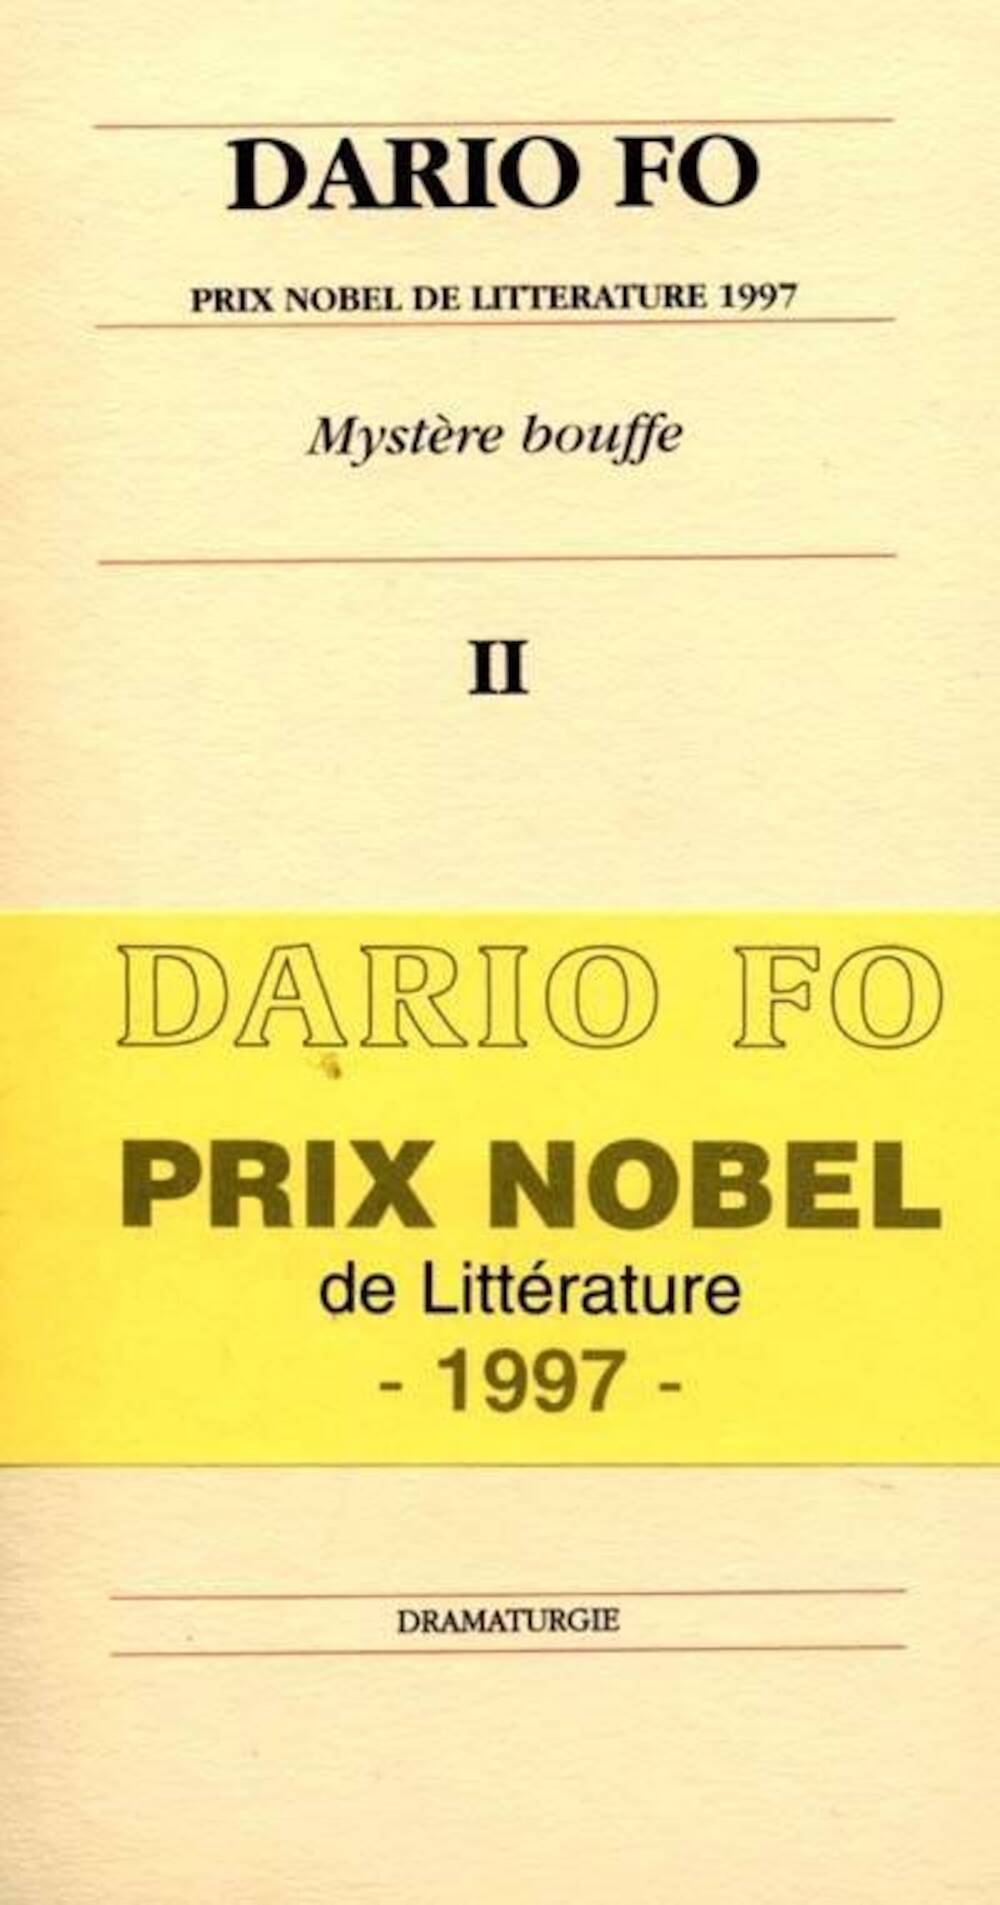 DARIO FO
PRIX NOBEL DE LITTERATURE 1997
Mystère bouffe
II
DARIO FO
PRIX NOBEL
de Littérature
- 1997 -
DRAMATURGIE